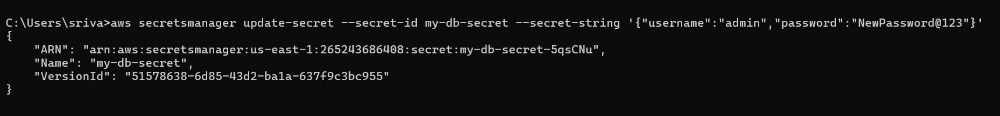 C:\Users\sriva>aws secretsmanager update-secret --secret-id my-db-secret --secret-string '{"username":"admin","password":"NewPassword@123"}'
{
    "ARN": "arn:aws:secretsmanager:us-east-1:265243686408:secret:my-db-secret-5qsCNu",
    "Name": "my-db-secret",
    "VersionId": "51578638-6d85-43d2-ba1a-637f9c3bc955"
}